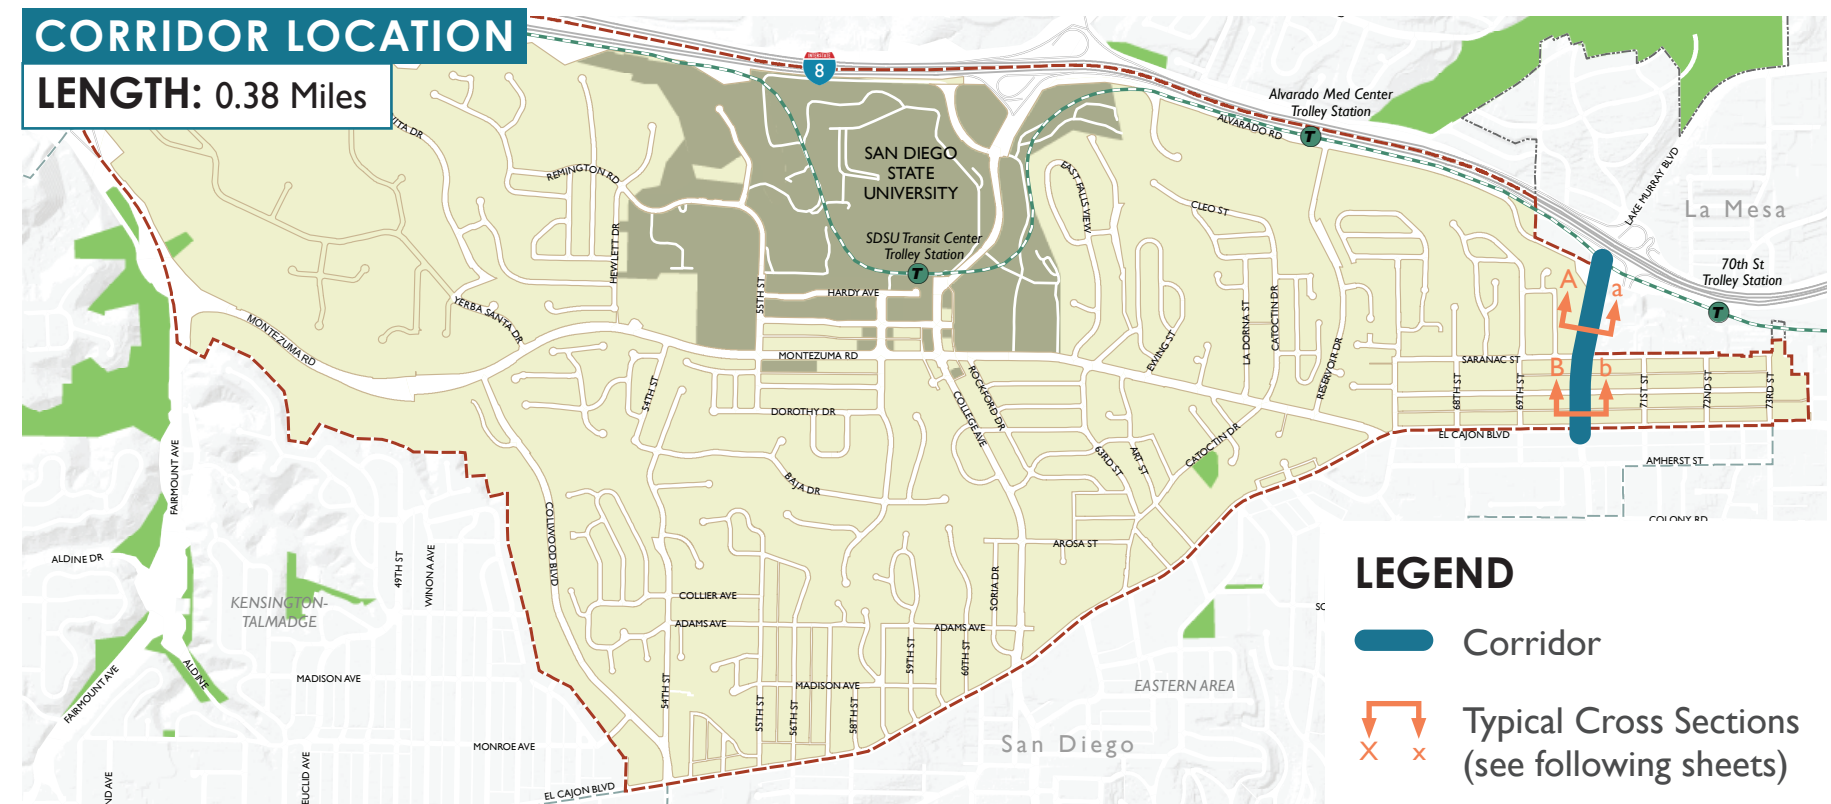 CORRIDOR LOCATION
LENGTH: 0.38 Miles
8
Alvarado Med Center
Trolley Station
T
ALVARADO RD
VITA DR
REMINGTON RD
SAN DIEGO
STATE
UNIVERSITY
EAST FALLS VIEW
CLEO ST
LAKE MURRAY BLVD
La Mesa
HEWLETT DR
SDSU Transit Center
Trolley Station
T
70th St
Trolley Station
T
55TH ST
HARDY AVE
YERBA SANTA DR
MONTEZUMA RD
MONTEZUMA RD
EWING ST
LA DORNA ST
CATOCTIN DR
RESERVOIR DR
A
a
SARANAC ST
B
b
54TH ST
ROCKFORD DR
COLLEGE AVE
DOROTHY DR
68TH ST
69TH ST
71ST ST
72ND ST
73RD ST
EL CAJON BLVD
AMHERST ST
COLONY RD
CATOCTIN DR
63RD ST
ART ST
BAJA DR
FAIRMOUNT AVE
COLLWOOD BLVD
AROSA ST
ALDINE DR
49TH ST
WINONA AVE
KENSINGTON-
TALMADGE
COLLIER AVE
ADAMS AVE
ADAMS AVE
SORIA DR
59TH ST
60TH ST
ALDINE
FAIRMOUNT AVE
MADISON AVE
MADISON AVE
54TH ST
55TH ST
56TH ST
58TH ST
EASTERN AREA
San Diego
MONROE AVE
EUCLID AVE
ND AVE
EL CAJON BLVD
SC
LEGEND
Corridor
X
x
Typical Cross Sections
(see following sheets)